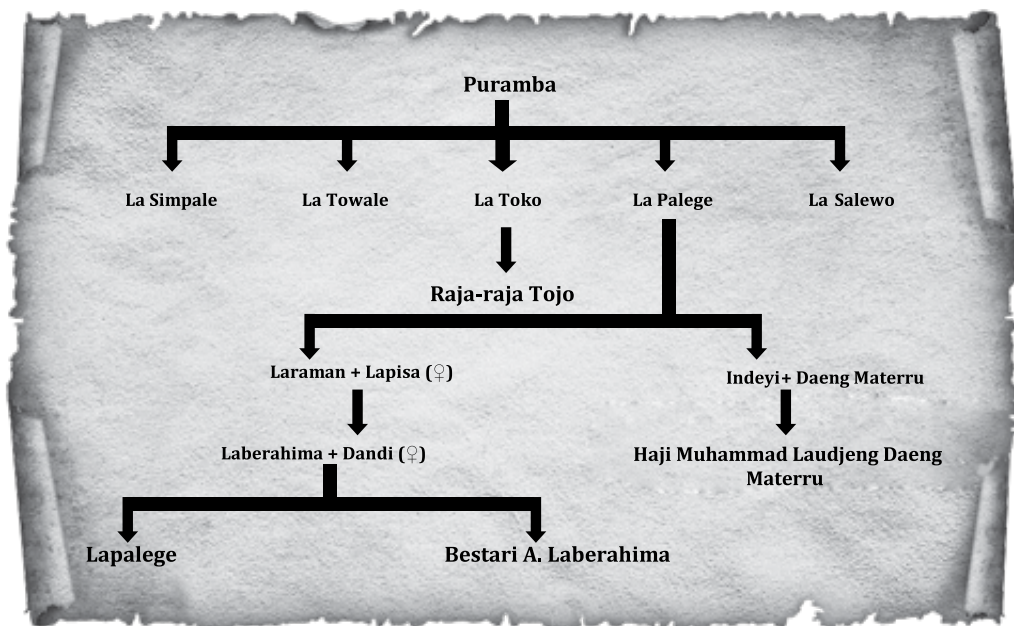 Puramba
La Simpale
La Towale
La Toko
La Palege
La Salewo
Raja-raja Tojo
Laraman + Lapisa (♀)
Indeyi+ Daeng Materru
Laberahima + Dandi (♀)
Haji Muhammad Laudjeng Daeng
Materru
Lapalege
Bestari A. Laberahima